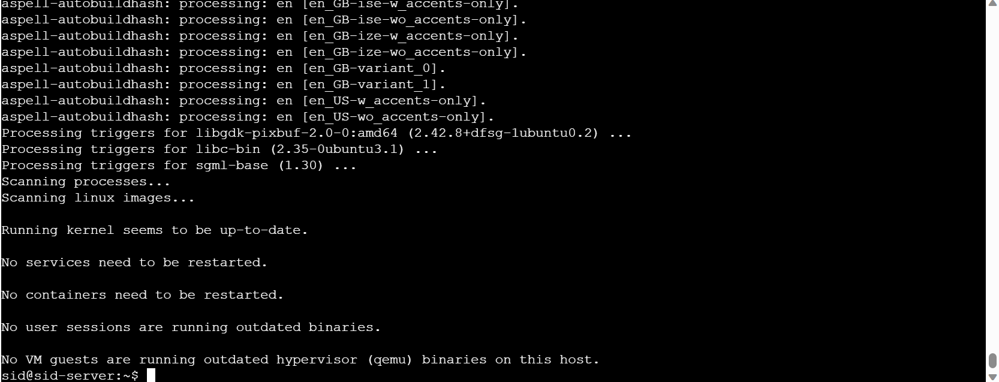 aspell-autobuildhash: processing: en [en_GB-ise-w_accents-only].
aspell-autobuildhash: processing: en [en_GB-ise-wo_accents-only].
aspell-autobuildhash: processing: en [en_GB-ize-w_accents-only].
aspell-autobuildhash: processing: en [en_GB-ize-wo_accents-only].
aspell-autobuildhash: processing: en [en_GB-variant_0].
aspell-autobuildhash: processing: en [en_GB-variant_1].
aspell-autobuildhash: processing: en [en_US-w_accents-only].
aspell-autobuildhash: processing: en [en_US-wo_accents-only].
Processing triggers for libgdk-pixbuf-2.0-0:amd64 (2.42.8+dfsg-1ubuntu0.2) ...
Processing triggers for libc-bin (2.35-0ubuntu3.1) ...
Processing triggers for sgml-base (1.30) ...
Scanning processes...
Scanning linux images...
Running kernel seems to be up-to-date.
No services need to be restarted.
No containers need to be restarted.
No user sessions are running outdated binaries.
No VM guests are running outdated hypervisor (qemu) binaries on this host.
sid@sid-server:~$